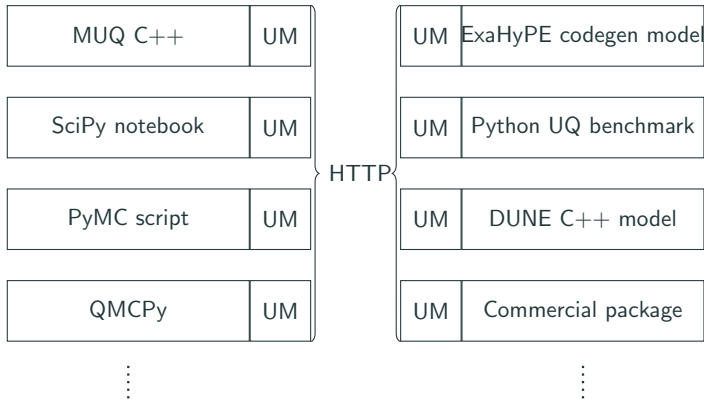 MUQ C++ UM UM ExaHyPE codegen model
SciPy notebook UM UM Python UQ benchmark
HTTP
PyMC script UM UM DUNE C++ model
QMCPy UM UM Commercial package